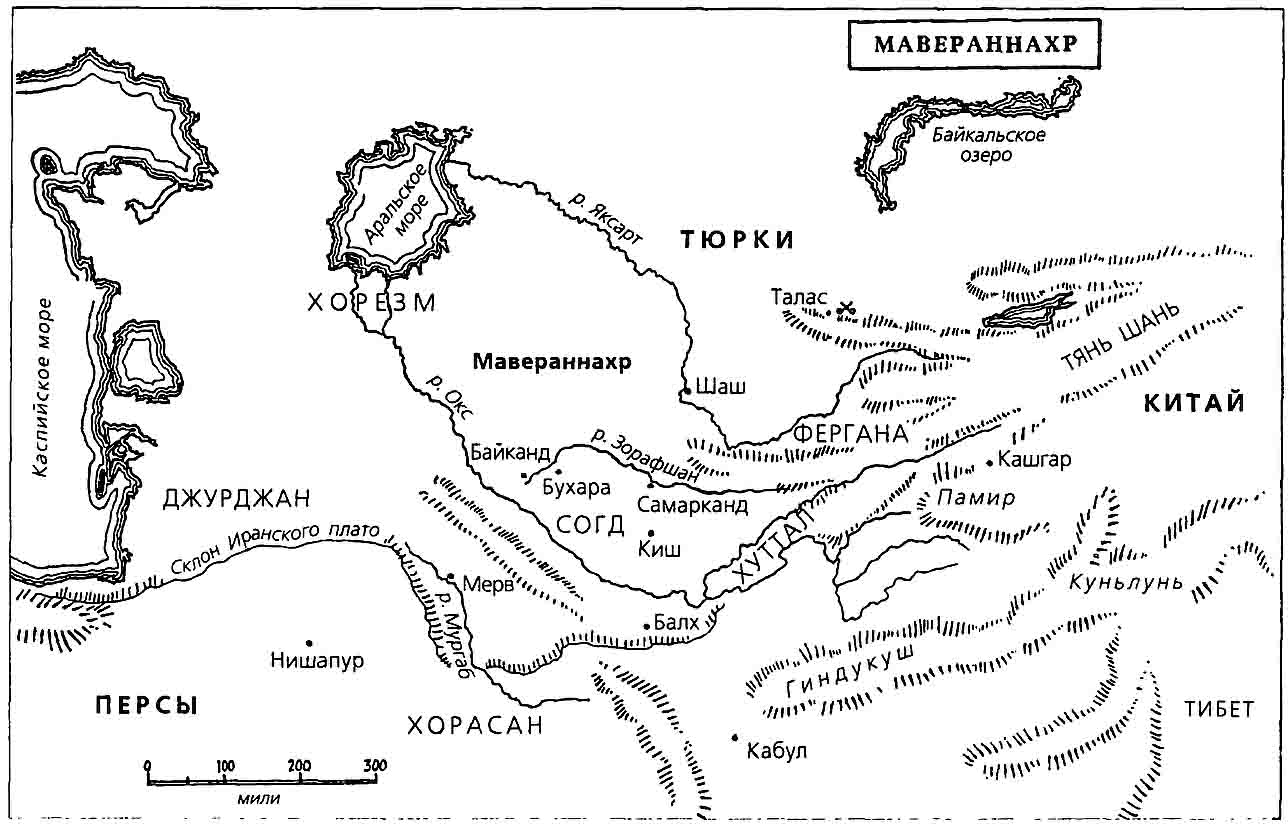 МАВЕРАННАХР
Байкальское
озеро
Аральское
море
р. Яксарт
ТЮРКИ
ХОРЕЗМ
Талас
Каспийское море
ТЯНЬ ШАНЬ
Мавераннахр
р. Окс
Шаш
КИТАЙ
ФЕРГАНА
р. Зорафшан
Байканд
Бухара
Самарканд
Кашгар
Памир
ДЖУРДЖАН
СОГД
Киш
ХУТТАЛ
Склон Иранского плато
Мерв
р. Мургаб
Куньлунь
Балх
Нишапур
Гиндукуш
ПЕРСЫ
ХОРАСАН
ТИБЕТ
Кабул
0 100 200 300
мили